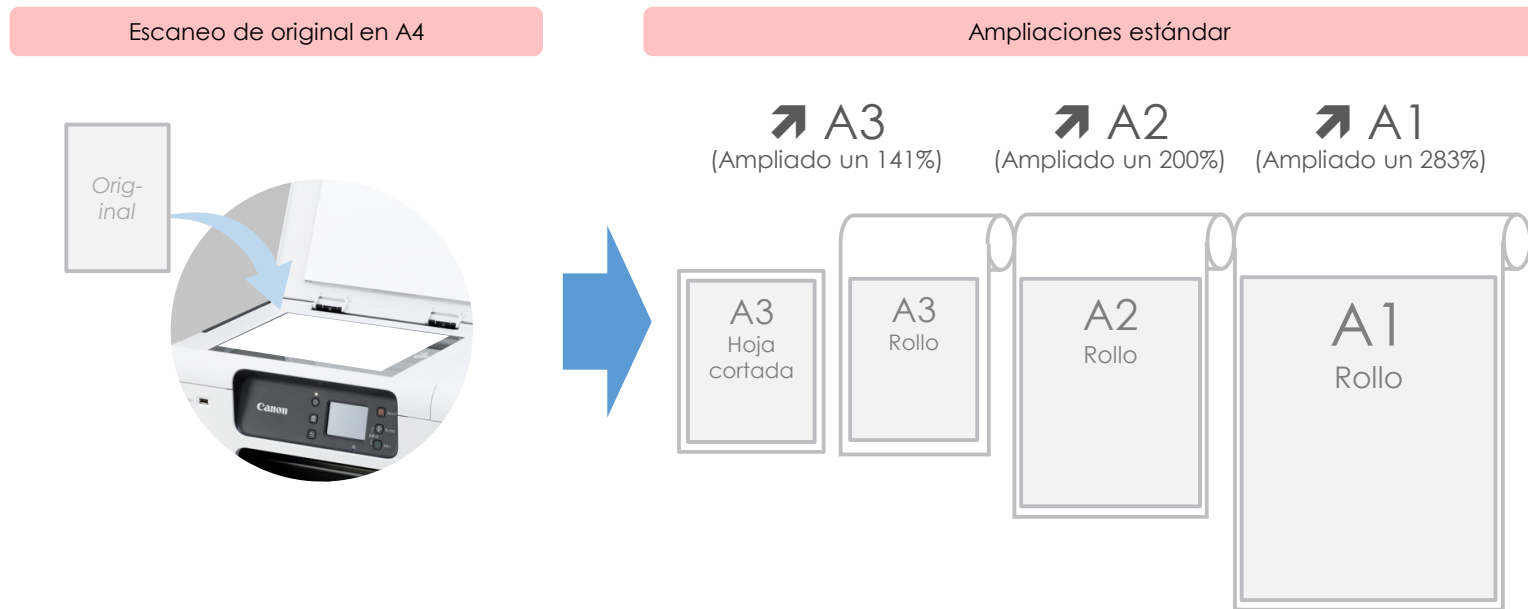 Escaneo de original en A4
Ampliaciones estándar
A3
(Ampliado un 141%)
A2
(Ampliado un 200%)
A1
(Ampliado un 283%)
Orig-
inal
Canon
A3
Hoja
cortada
A3
Rollo
A2
Rollo
A1
Rollo